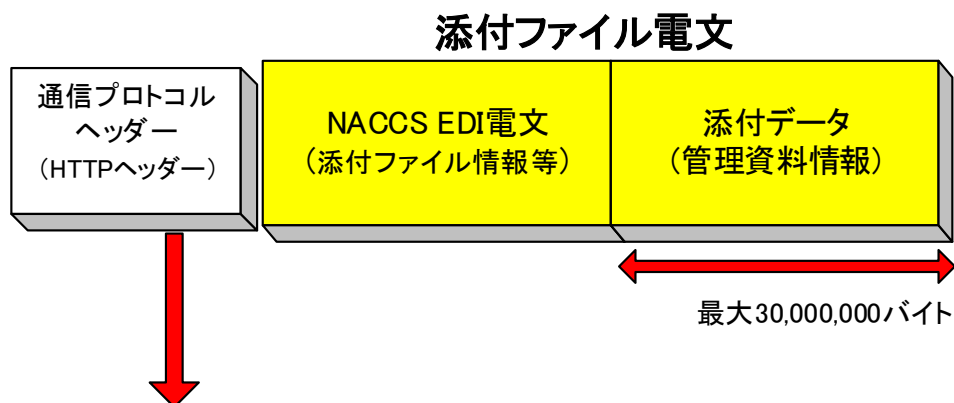 添付ファイル電文
通信プロトコル
ヘッダー
(HTTPヘッダー)
NACCS EDI電文
(添付ファイル情報等)
添付データ
(管理資料情報)
最大30,000,000バイト